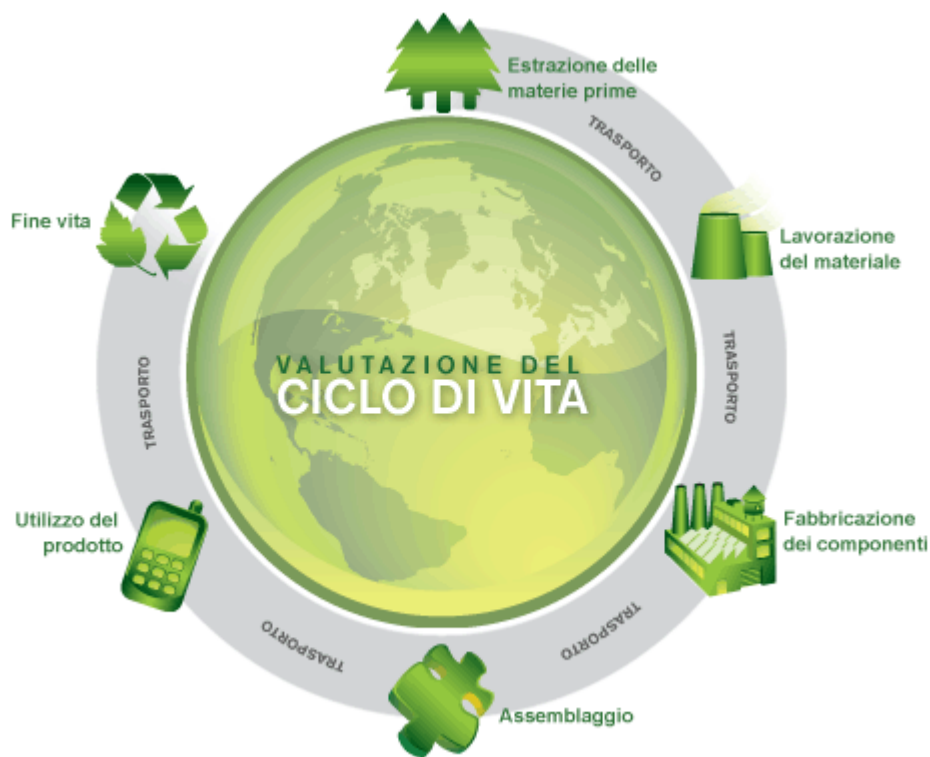 Estrazione delle
materie prime
TRASPORTO
Lavorazione
del materiale
TRASPORTO
Fabbricazione
dei componenti
TRASPORTO
Assemblaggio
TRASPORTO
Utilizzo del
prodotto
TRASPORTO
Fine vita
VALUTAZIONE DEL
CICLO DI VITA